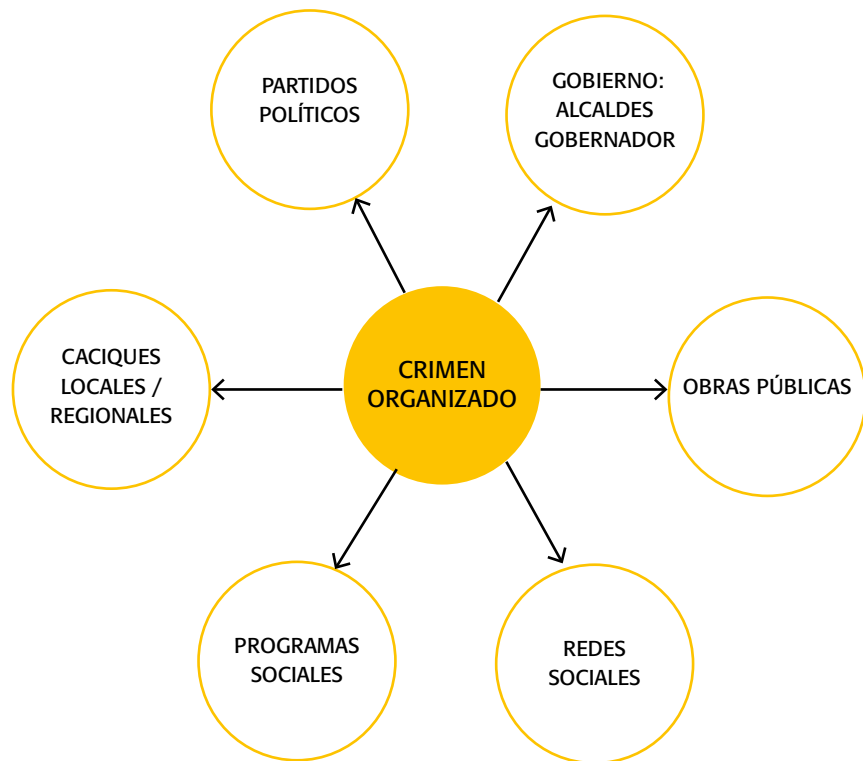 PARTIDOS
POLÍTICOS
GOBIERNO:
ALCALDES
GOBERNADOR
CACIQUES
LOCALES /
REGIONALES
CRIMEN
ORGANIZADO
OBRAS PÚBLICAS
PROGRAMAS
SOCIALES
REDES
SOCIALES